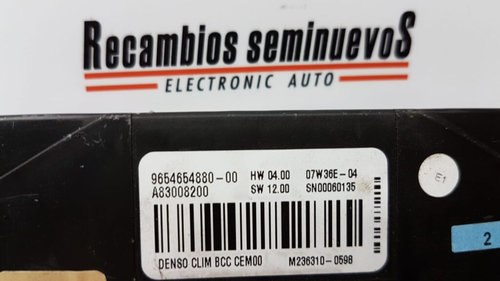 Recambios seminuevoS
ELECTRONIC AUTO
9654654880-00 HW 04.00 07W36E-04
A83008200 SW 12.00 SN00060135
E1
2
DENSO CLIM BCC CEM00 M236310-0598